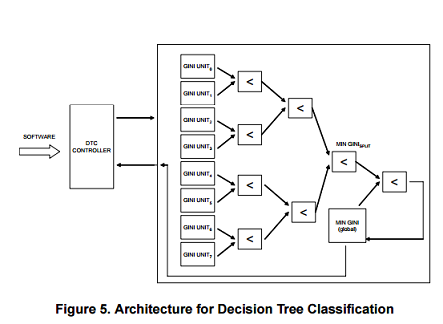 GINI UNIT0
GINI UNIT1
GINI UNIT2
GINI UNIT3
GINI UNIT4
GINI UNIT5
GINI UNIT6
GINI UNIT7
<
<
<
<
<
<
MIN GINISPLIT
<
<
MIN GINI
(global)
SOFTWARE
DTC
CONTROLLER
Figure 5. Architecture for Decision Tree Classification